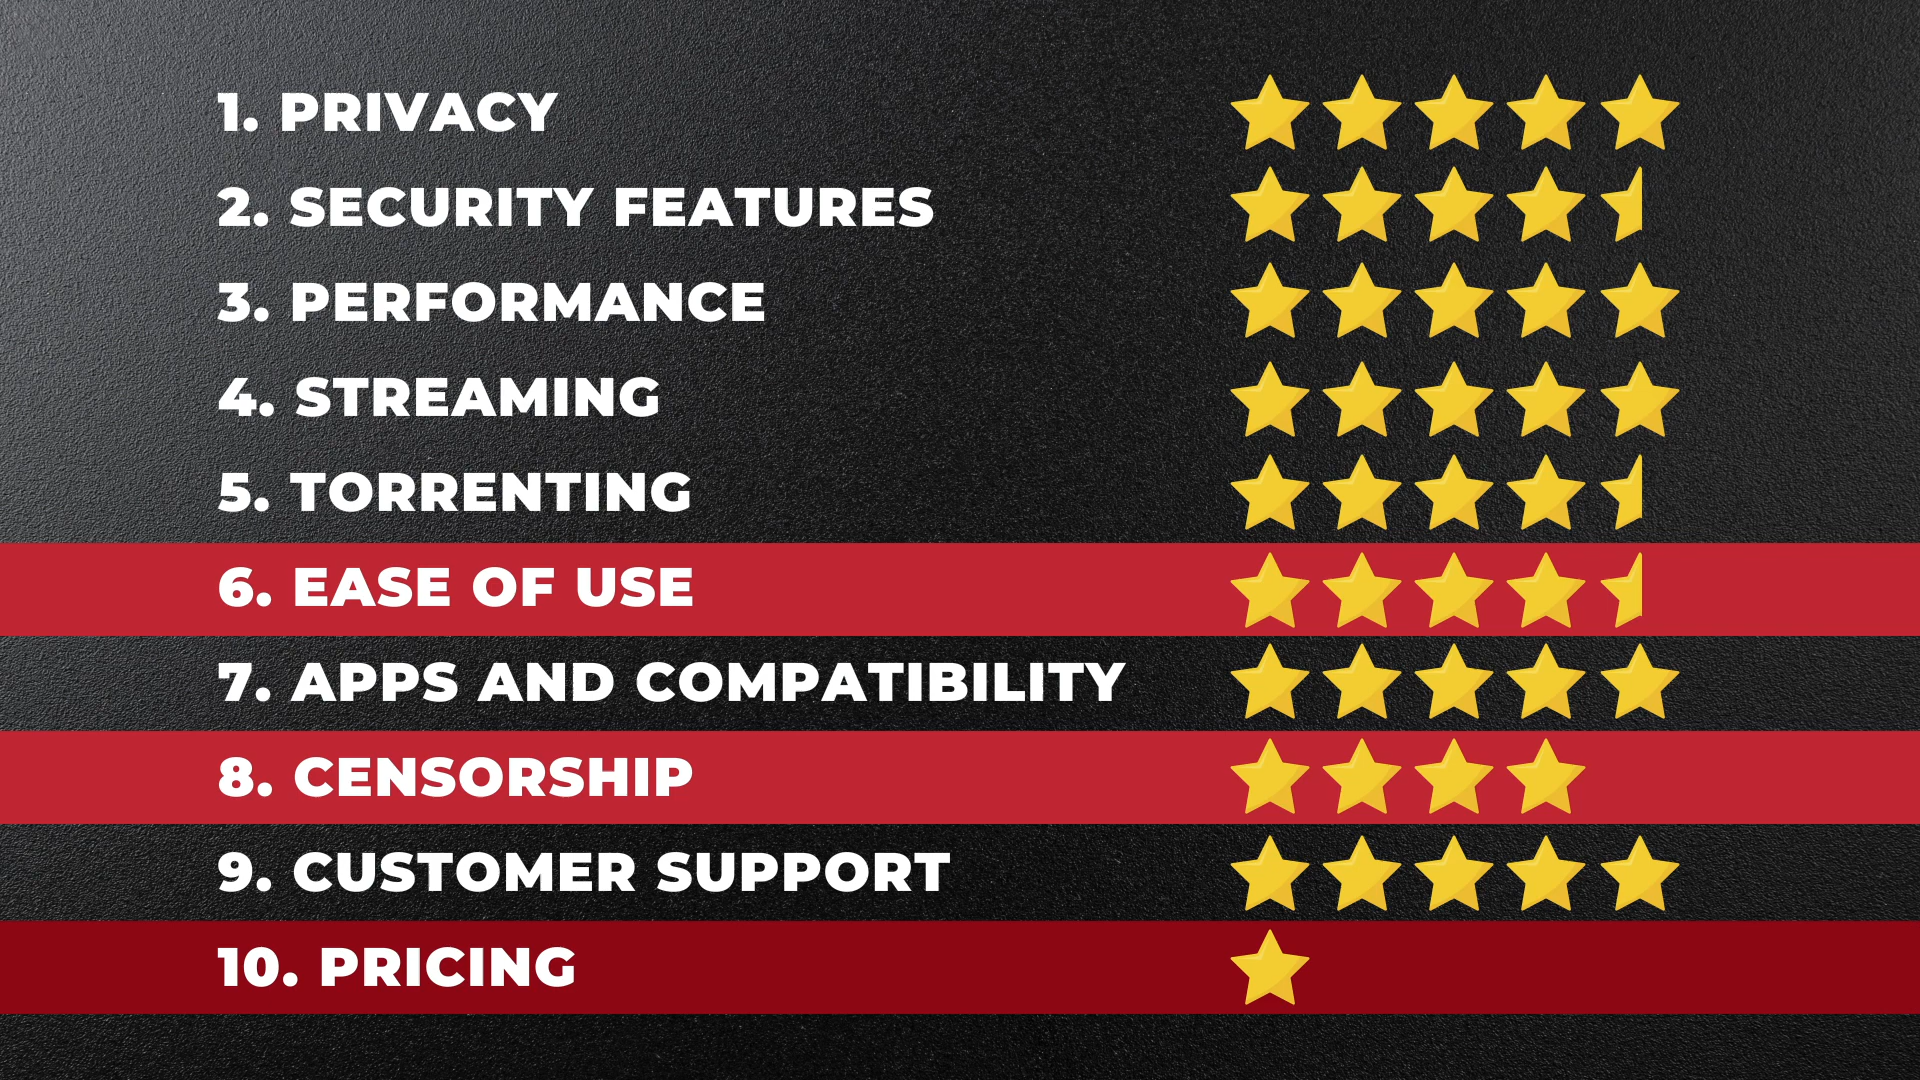 1. PRIVACY
2. SECURITY FEATURES
3. PERFORMANCE
4. STREAMING
5. TORRENTING
6. EASE OF USE
7. APPS AND COMPATIBILITY
8. CENSORSHIP
9. CUSTOMER SUPPORT
10. PRICING